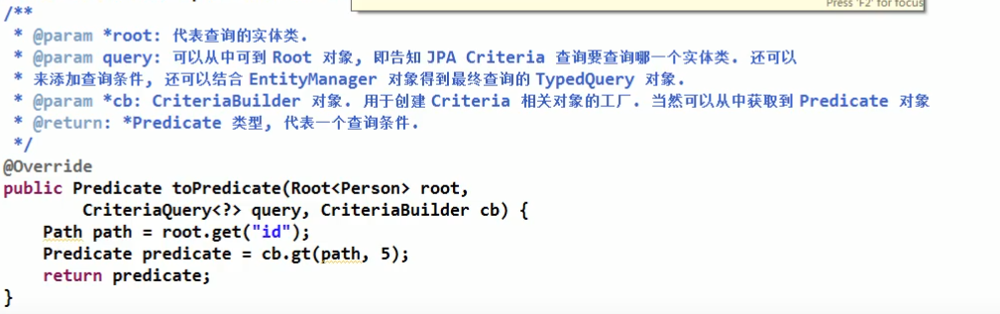 Press 'F2' for focus
/**
 * @param *root: 代表查询的实体类.
 * @param query: 可以从中可到 Root 对象, 即告知 JPA Criteria 查询要查询哪一个实体类. 还可以
 * 来添加查询条件, 还可以结合 EntityManager 对象得到最终查询的 TypedQuery 对象.
 * @param *cb: CriteriaBuilder 对象. 用于创建 Criteria 相关对象的工厂. 当然可以从中获取到 Predicate 对象
 * @return: *Predicate 类型, 代表一个查询条件.
 */
@Override
public Predicate toPredicate(Root<Person> root,
        CriteriaQuery<?> query, CriteriaBuilder cb) {
    Path path = root.get("id");
    Predicate predicate = cb.gt(path, 5);
    return predicate;
}